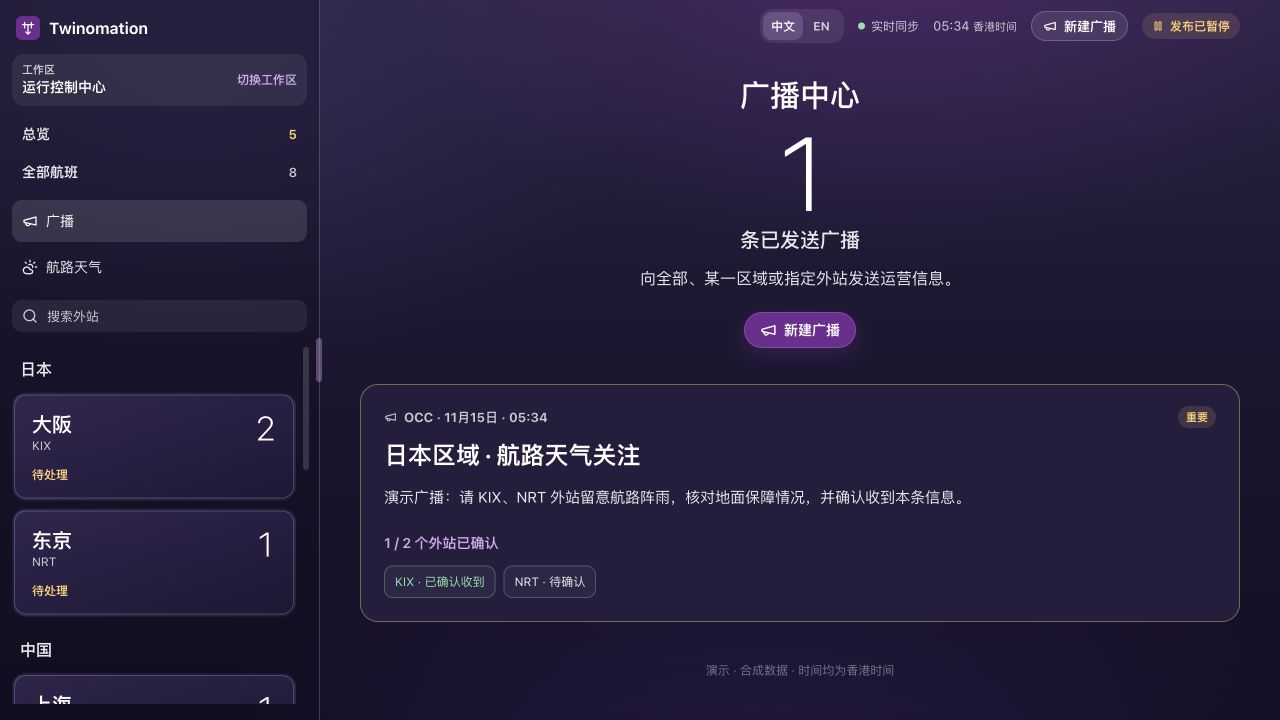 Twinomation
工作区
运行控制中心
切换工作区
总览 5
全部航班 8
广播
航路天气
搜索外站
日本
大阪 2
KIX
待处理
东京 1
NRT
待处理
中国
上海 1
中文 EN 实时同步 05:34 香港时间 新建广播 发布已暂停
广播中心
1
条已发送广播
向全部、某一区域或指定外站发送运营信息。
新建广播
OCC · 11月15日 · 05:34 重要
日本区域 · 航路天气关注
演示广播：请 KIX、NRT 外站留意航路阵雨，核对地面保障情况，并确认收到本条信息。
1 / 2 个外站已确认
KIX · 已确认收到 NRT · 待确认
演示 · 合成数据 · 时间均为香港时间